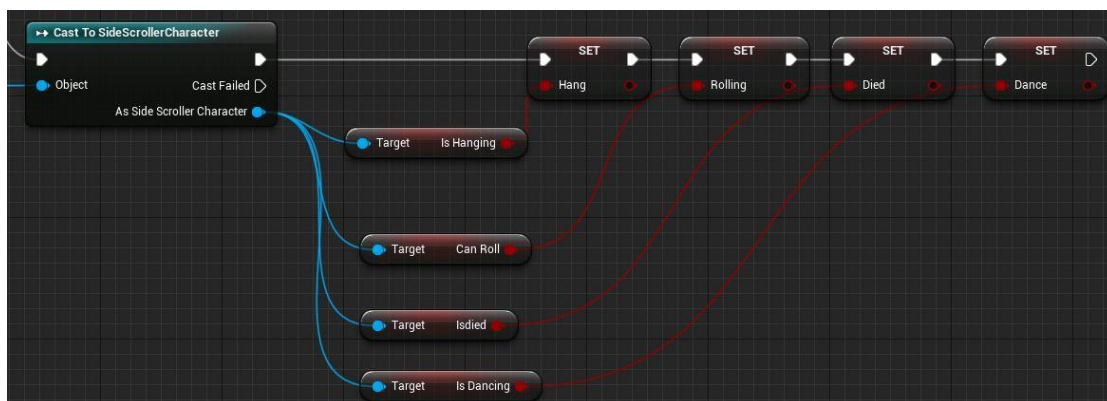 Cast To SideScrollerCharacter
Object
Cast Failed
As Side Scroller Character
SET
Hang
SET
Rolling
SET
Died
SET
Dance
Target Is Hanging
Target Can Roll
Target Isdied
Target Is Dancing